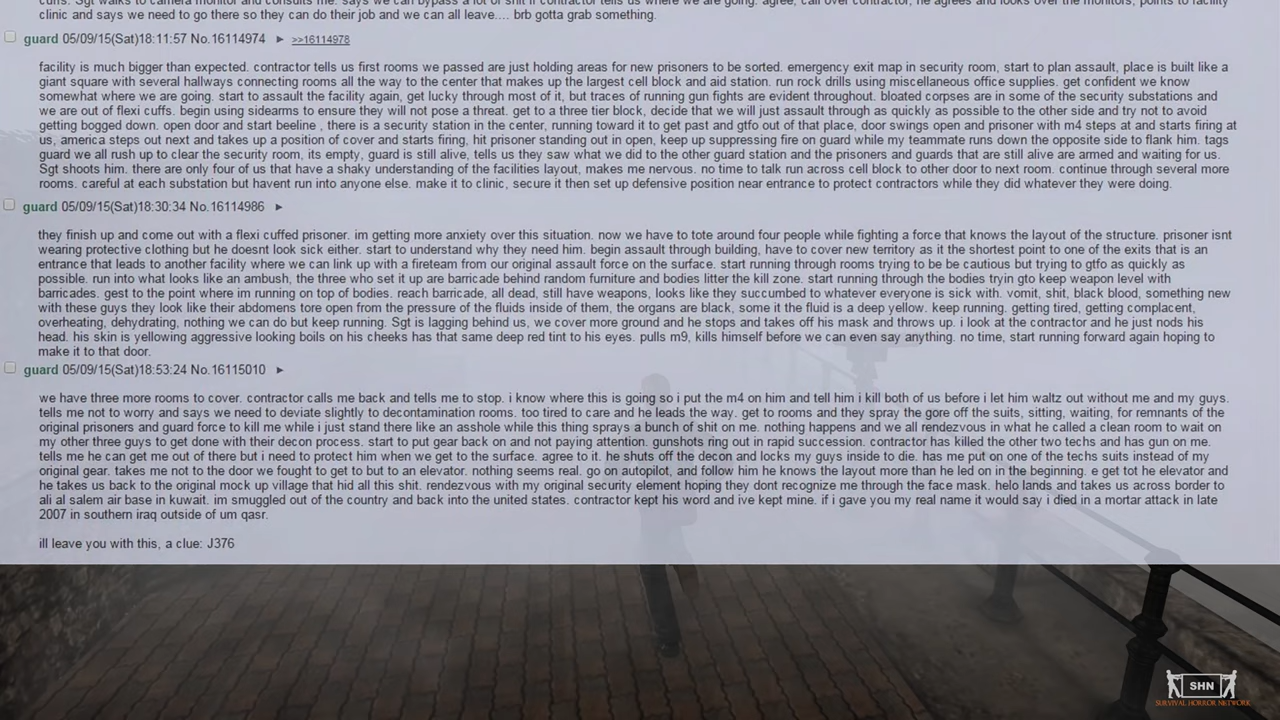 cuffs. Sgt walks to camera monitor and consults me. says we can bypass a lot of shit if contractor tells us where we are going. agree, call over contractor, he agrees and looks over the monitors, points to facility
clinic and says we need to go there so they can do their job and we can all leave.... brb gotta grab something.
guard 05/09/15(Sat)18:11:57 No.16114974 ► >>16114978
facility is much bigger than expected. contractor tells us first rooms we passed are just holding areas for new prisoners to be sorted. emergency exit map in security room, start to plan assault, place is built like a
giant square with several hallways connecting rooms all the way to the center that makes up the largest cell block and aid station. run rock drills using miscellaneous office supplies. get confident we know
somewhat where we are going. start to assault the facility again, get lucky through most of it, but traces of running gun fights are evident throughout. bloated corpses are in some of the security substations and
we are out of flexi cuffs. begin using sidearms to ensure they will not pose a threat. get to a three tier block, decide that we will just assault through as quickly as possible to the other side and try not to avoid
getting bogged down. open door and start beeline , there is a security station in the center, running toward it to get past and gtfo out of that place, door swings open and prisoner with m4 steps at and starts firing at
us, america steps out next and takes up a position of cover and starts firing, hit prisoner standing out in open, keep up suppressing fire on guard while my teammate runs down the opposite side to flank him. tags
guard we all rush up to clear the security room, its empty, guard is still alive, tells us they saw what we did to the other guard station and the prisoners and guards that are still alive are armed and waiting for us.
Sgt shoots him. there are only four of us that have a shaky understanding of the facilities layout, makes me nervous. no time to talk run across cell block to other door to next room. continue through several more
rooms. careful at each substation but havent run into anyone else. make it to clinic, secure it then set up defensive position near entrance to protect contractors while they did whatever they were doing.
guard 05/09/15(Sat)18:30:34 No.16114986 ►
they finish up and come out with a flexi cuffed prisoner. im getting more anxiety over this situation. now we have to tote around four people while fighting a force that knows the layout of the structure. prisoner isnt
wearing protective clothing but he doesnt look sick either. start to understand why they need him. begin assault through building, have to cover new territory as it the shortest point to one of the exits that is an
entrance that leads to another facility where we can link up with a fireteam from our original assault force on the surface. start running through rooms trying to be be cautious but trying to gtfo as quickly as
possible. run into what looks like an ambush, the three who set it up are barricade behind random furniture and bodies litter the kill zone. start running through the bodies tryin gto keep weapon level with
barricades. gest to the point where im running on top of bodies. reach barricade, all dead, still have weapons, looks like they succumbed to whatever everyone is sick with. vomit, shit, black blood, something new
with these guys they look like their abdomens tore open from the pressure of the fluids inside of them, the organs are black, some it the fluid is a deep yellow. keep running. getting tired, getting complacent,
overheating, dehydrating, nothing we can do but keep running. Sgt is lagging behind us, we cover more ground and he stops and takes off his mask and throws up. i look at the contractor and he just nods his
head. his skin is yellowing aggressive looking boils on his cheeks has that same deep red tint to his eyes. pulls m9, kills himself before we can even say anything. no time, start running forward again hoping to
make it to that door.
guard 05/09/15(Sat)18:53:24 No.16115010 ►
we have three more rooms to cover. contractor calls me back and tells me to stop. i know where this is going so i put the m4 on him and tell him i kill both of us before i let him waltz out without me and my guys.
tells me not to worry and says we need to deviate slightly to decontamination rooms. too tired to care and he leads the way. get to rooms and they spray the gore off the suits, sitting, waiting, for remnants of the
original prisoners and guard force to kill me while i just stand there like an asshole while this thing sprays a bunch of shit on me. nothing happens and we all rendezvous in what he called a clean room to wait on
my other three guys to get done with their decon process. start to put gear back on and not paying attention. gunshots ring out in rapid succession. contractor has killed the other two techs and has gun on me.
tells me he can get me out of there but i need to protect him when we get to the surface. agree to it. he shuts off the decon and locks my guys inside to die. has me put on one of the techs suits instead of my
original gear. takes me not to the door we fought to get to but to an elevator. nothing seems real. go on autopilot, and follow him he knows the layout more than he led on in the beginning. e get tot he elevator and
he takes us back to the original mock up village that hid all this shit. rendezvous with my original security element hoping they dont recognize me through the face mask. helo lands and takes us across border to
ali al salem air base in kuwait. im smuggled out of the country and back into the united states. contractor kept his word and ive kept mine. if i gave you my real name it would say i died in a mortar attack in late
2007 in southern iraq outside of um qasr.
ill leave you with this, a clue: J376
SHN
SURVIVAL HORROR NETWORK